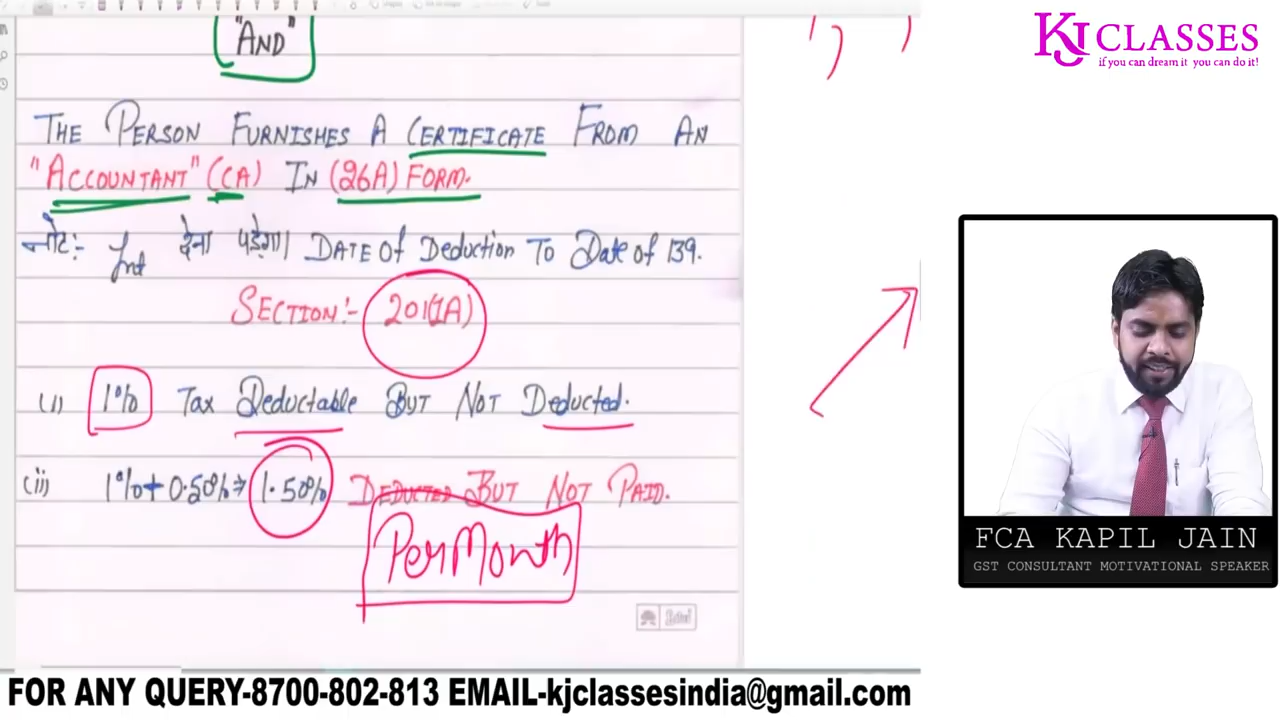 "AND"
KJ CLASSES
if you can dream it you can do it!
THE PERSON FURNISHES A CERTIFICATE FROM AN
"ACCOUNTANT" (CA) IN (26A) FORM.
नोट:- Int देना पड़ेगा। DATE Of Deduction To Date of 139.
SECTION:- 201(1A)
(i) 1% Tax Deductable But Not Deducted.
(ii) 1% + 0.50% ⇒ 1.50% DEDUCTED BUT NOT PAID.
Per Month
FCA KAPIL JAIN
GST CONSULTANT MOTIVATIONAL SPEAKER
FOR ANY QUERY-8700-802-813 EMAIL-kjclassesindia@gmail.com